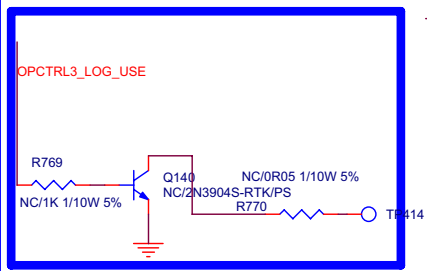 OPCTRL3_LOG_USE
R769
NC/1K 1/10W 5%
Q140
NC/2N3904S-RTK/PS
NC/0R05 1/10W 5%
R770
TP414